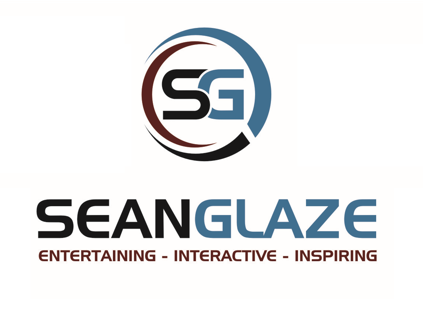 SG
SEANGLAZE
ENTERTAINING - INTERACTIVE - INSPIRING